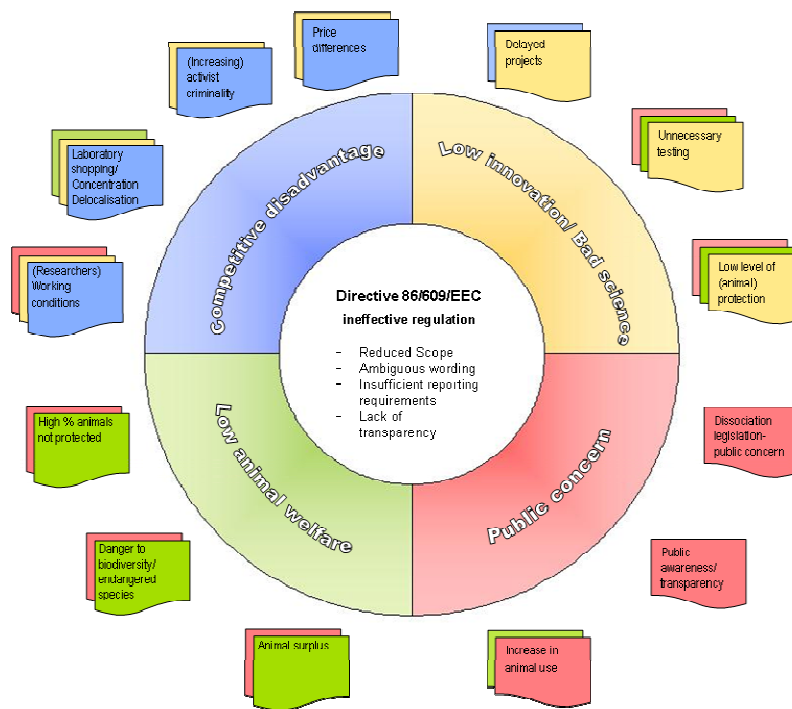 Price
differences
Delayed
projects
(Increasing)
activist
criminality
Unnecessary
testing
Laboratory
shopping/
Concentration
Delocalisation
Competitive disadvantage
Low innovation/ Bad science
(Researchers)
Working
conditions
Low level of
(animal)
protection
Directive 86/609/EEC
ineffective regulation
- Reduced Scope
- Ambiguous wording
- Insufficient reporting
requirements
- Lack of
transparency
High % animals
not protected
Dissociation
legislation-
public concern
Low animal welfare
Public concern
Danger to
biodiversity/
endangered
species
Public
awareness/
transparency
Animal surplus
Increase in
animal use